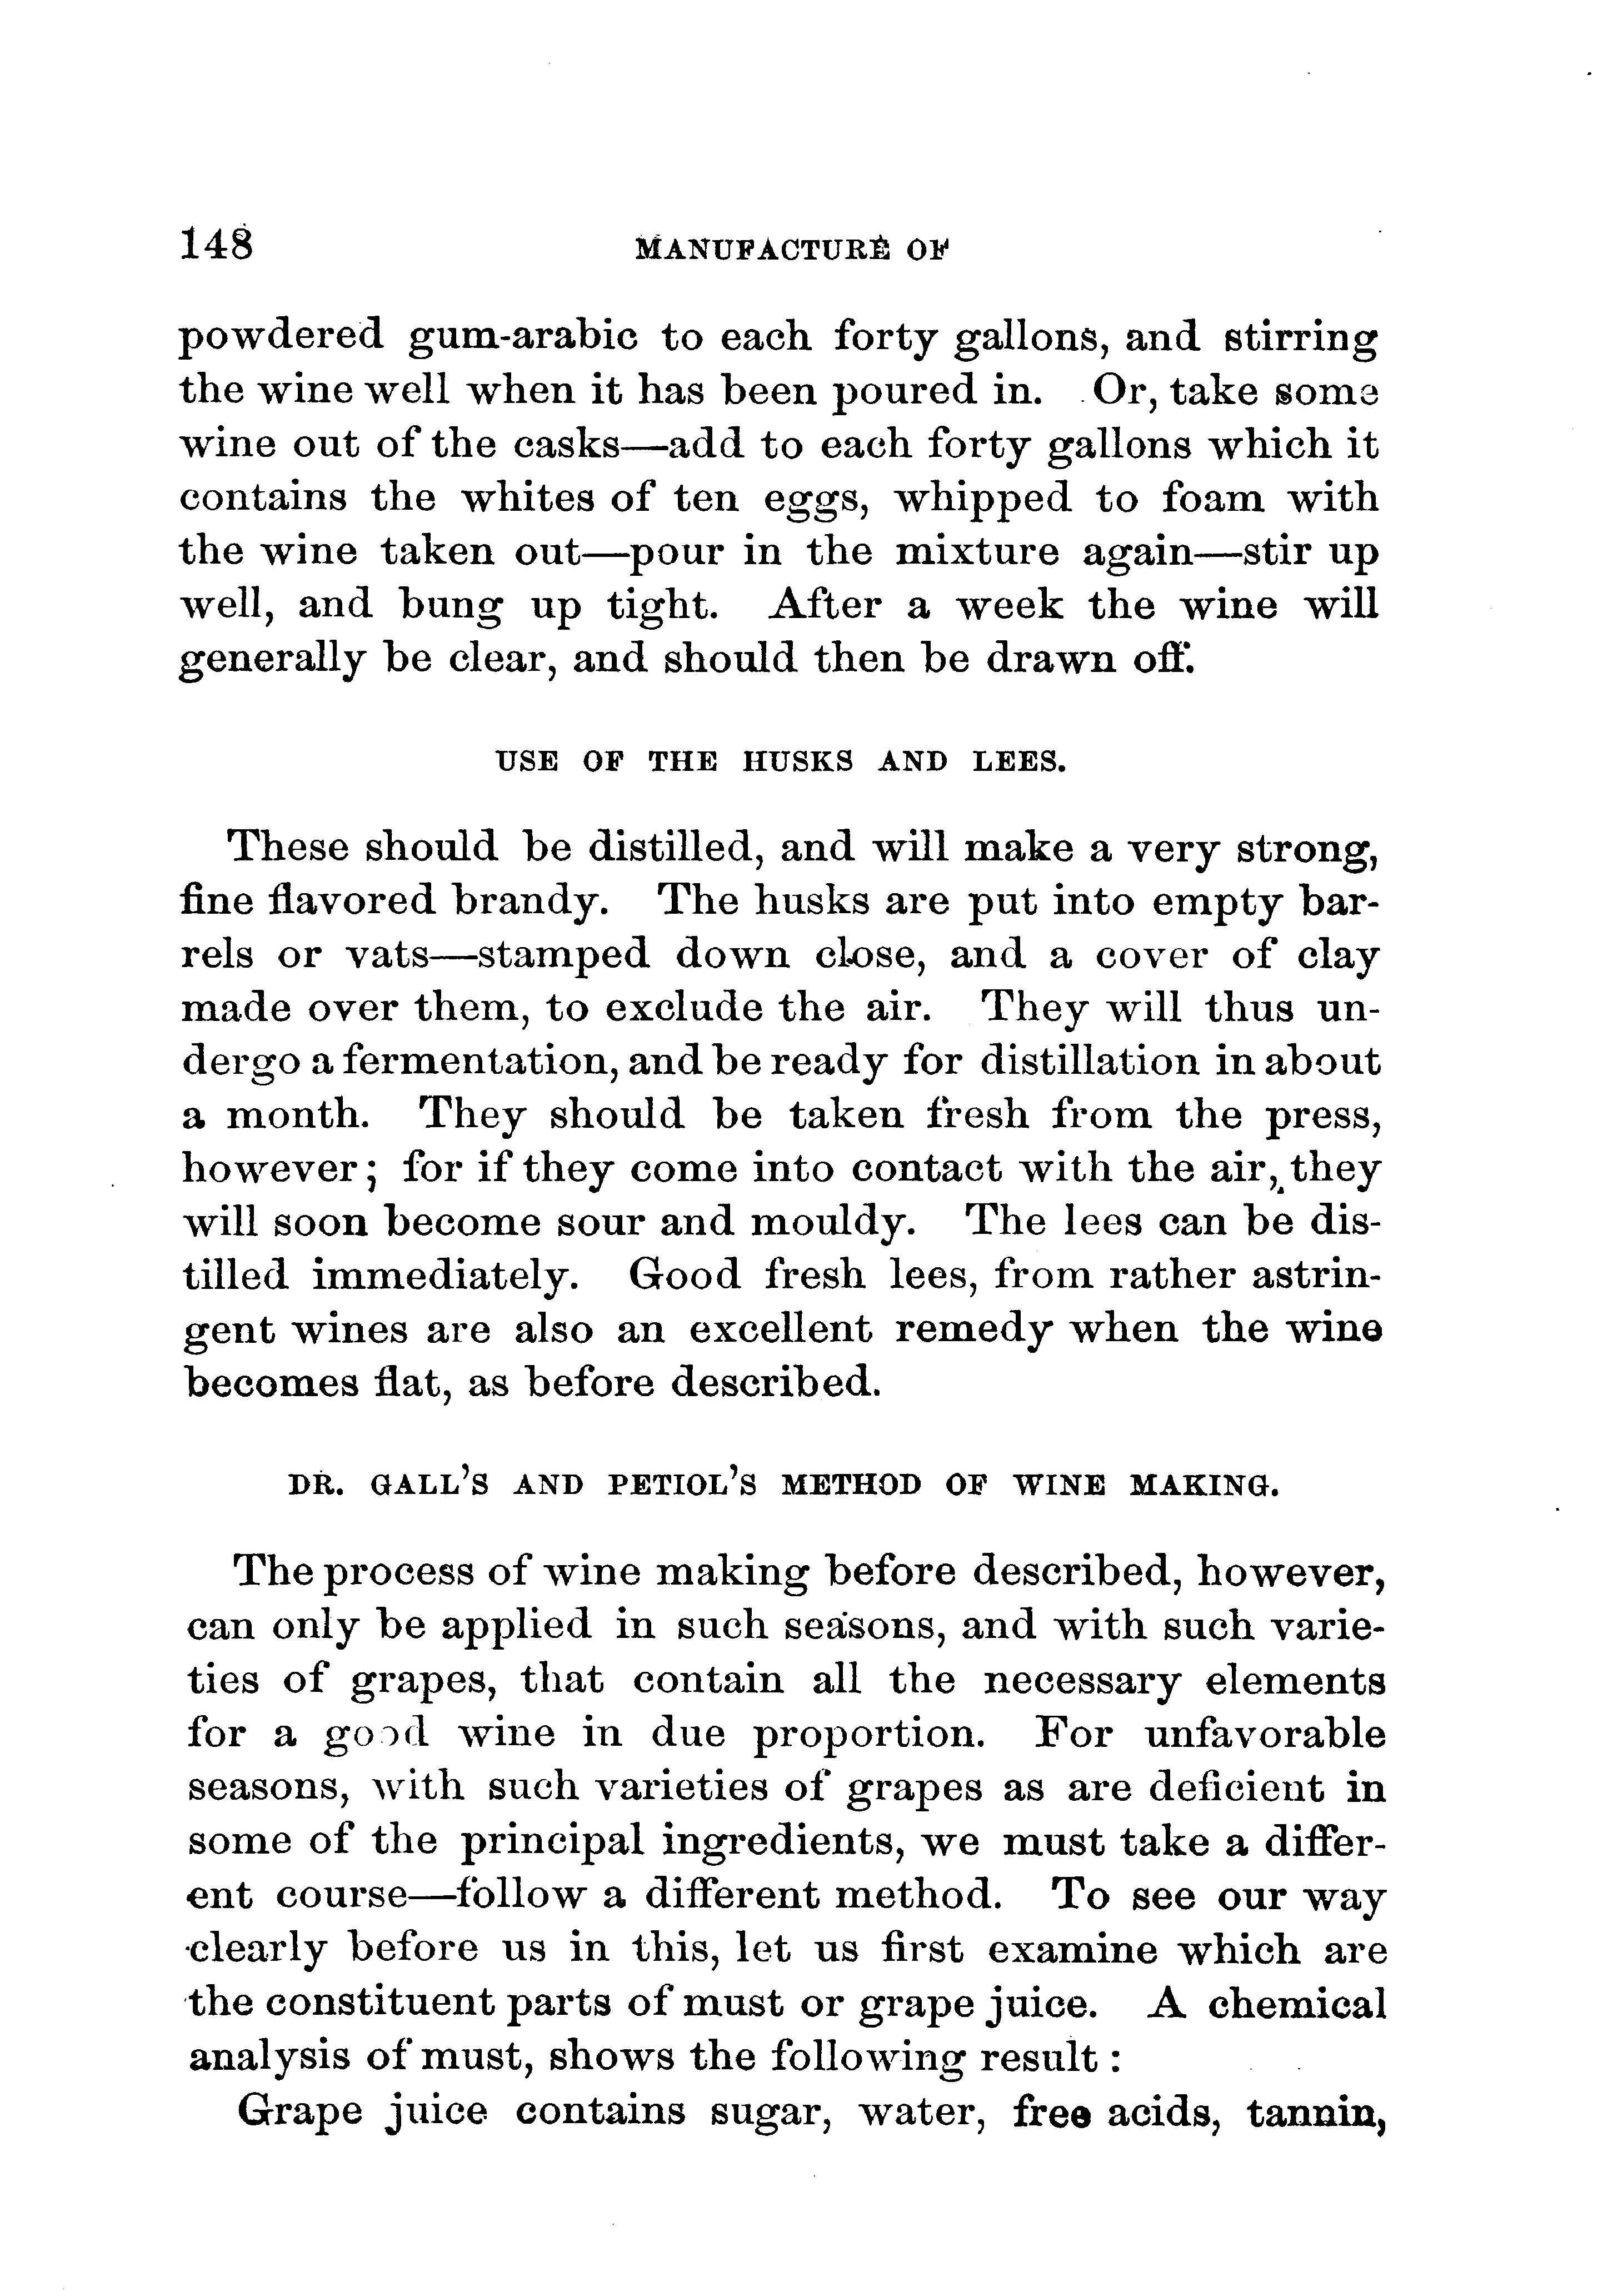 148 MANUFACTURE OF
powdered gum-arabic to each forty gallons, and stirring
the wine well when it has been poured in. Or, take some
wine out of the casks—add to each forty gallons which it
contains the whites of ten eggs, whipped to foam with
the wine taken out—pour in the mixture again—stir up
well, and bung up tight. After a week the wine will
generally be clear, and should then be drawn off.
USE OF THE HUSKS AND LEES.
These should be distilled, and will make a very strong,
fine flavored brandy. The husks are put into empty bar-
rels or vats—stamped down close, and a cover of clay
made over them, to exclude the air. They will thus un-
dergo a fermentation, and be ready for distillation in about
a month. They should be taken fresh from the press,
however; for if they come into contact with the air, they
will soon become sour and mouldy. The lees can be dis-
tilled immediately. Good fresh lees, from rather astrin-
gent wines are also an excellent remedy when the wine
becomes flat, as before described.
DR. GALL'S AND PETIOL'S METHOD OF WINE MAKING.
The process of wine making before described, however,
can only be applied in such seasons, and with such varie-
ties of grapes, that contain all the necessary elements
for a good wine in due proportion. For unfavorable
seasons, with such varieties of grapes as are deficient in
some of the principal ingredients, we must take a differ-
ent course—follow a different method. To see our way
clearly before us in this, let us first examine which are
the constituent parts of must or grape juice. A chemical
analysis of must, shows the following result:
Grape juice contains sugar, water, free acids, tannin,